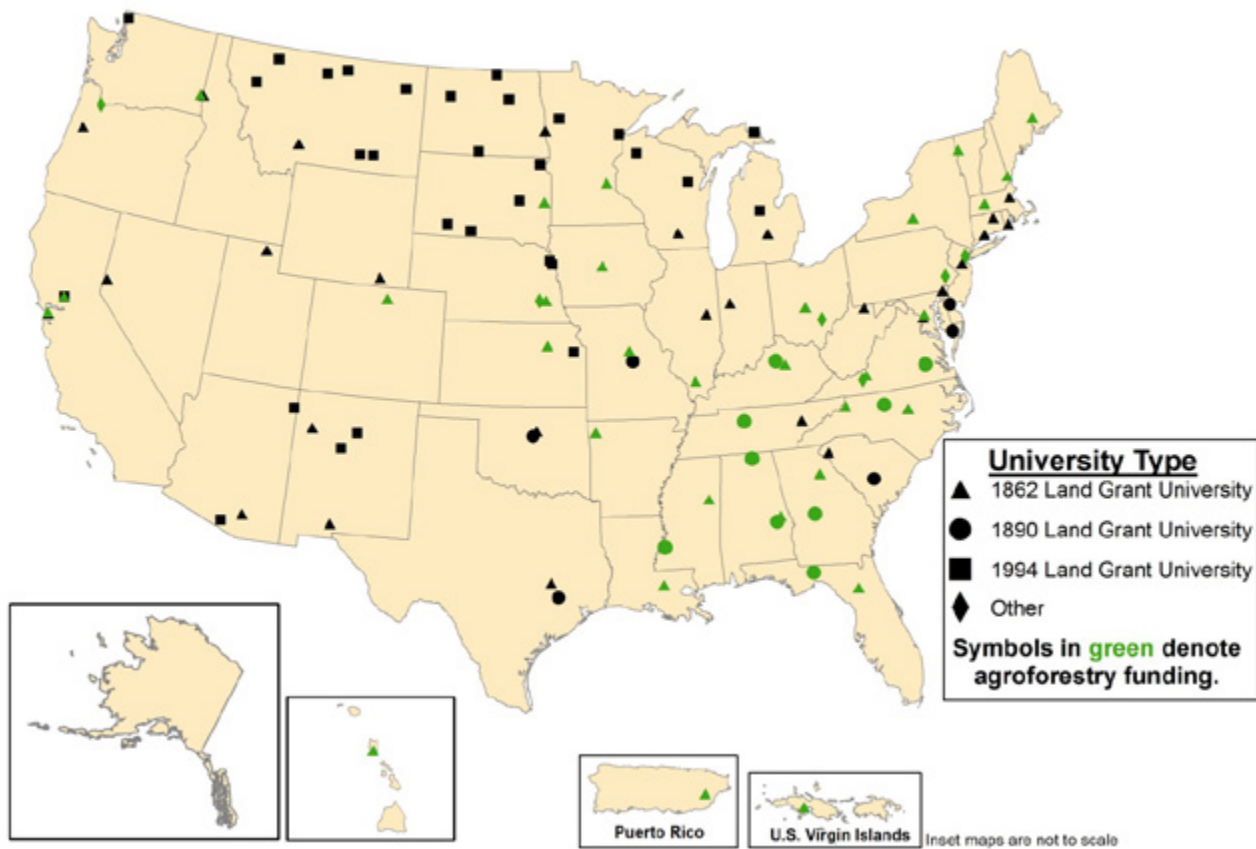 University Type
1862 Land Grant University
1890 Land Grant University
1994 Land Grant University
Other
Symbols in green denote
agroforestry funding.
Puerto Rico
U.S. Virgin Islands
Inset maps are not to scale